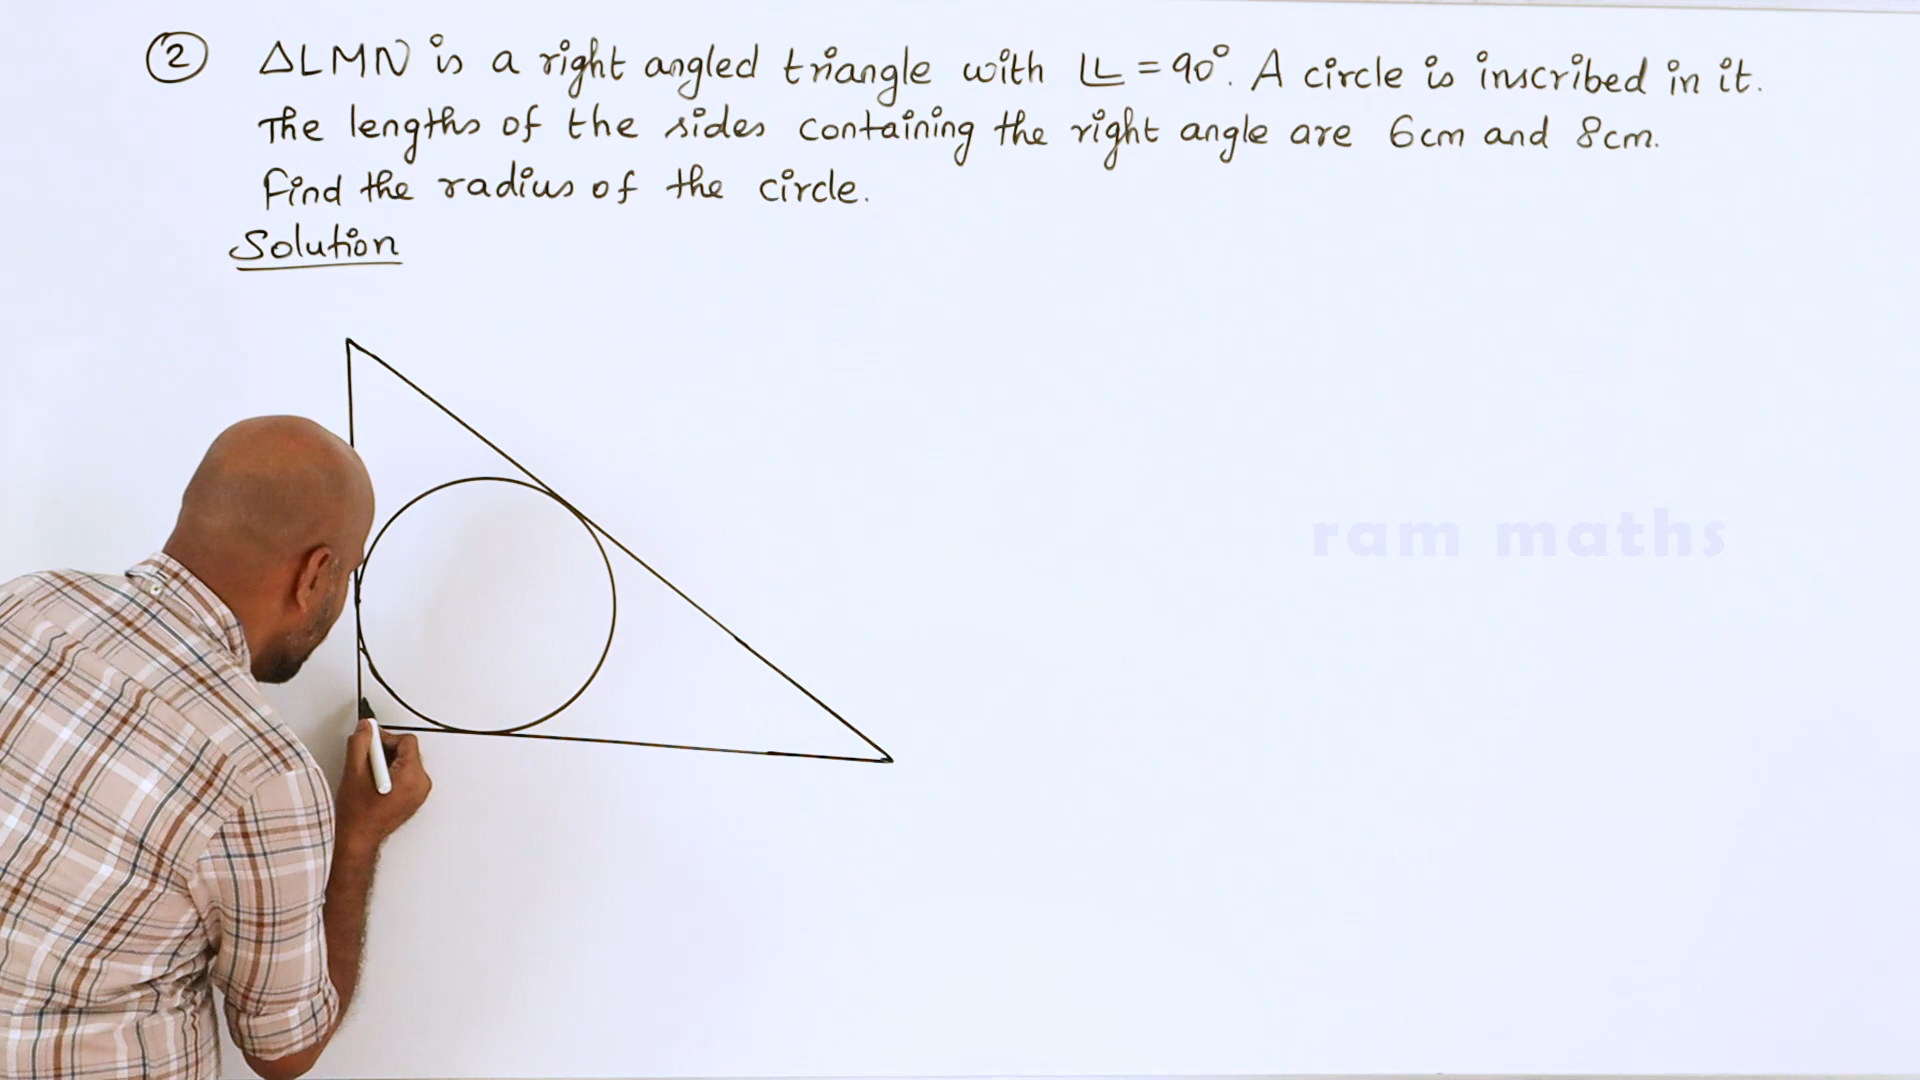 2 ΔLMN is a right angled triangle with ∠L = 90°. A circle is inscribed in it.
The lengths of the sides containing the right angle are 6cm and 8cm.
Find the radius of the circle.
Solution
ram maths